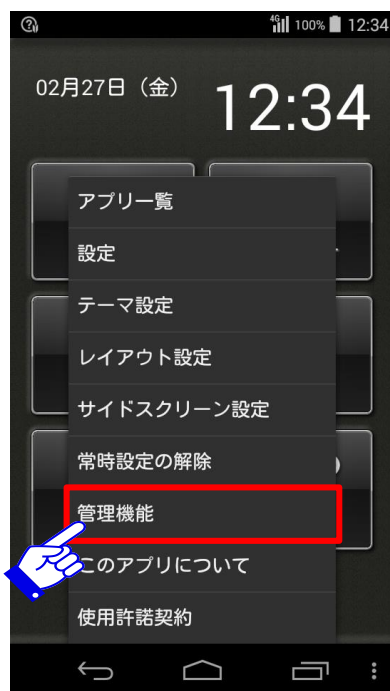 4G 100% 12:34
02月27日（金）
12:34
アプリ一覧
設定
テーマ設定
レイアウト設定
サイドスクリーン設定
常時設定の解除
管理機能
このアプリについて
使用許諾契約